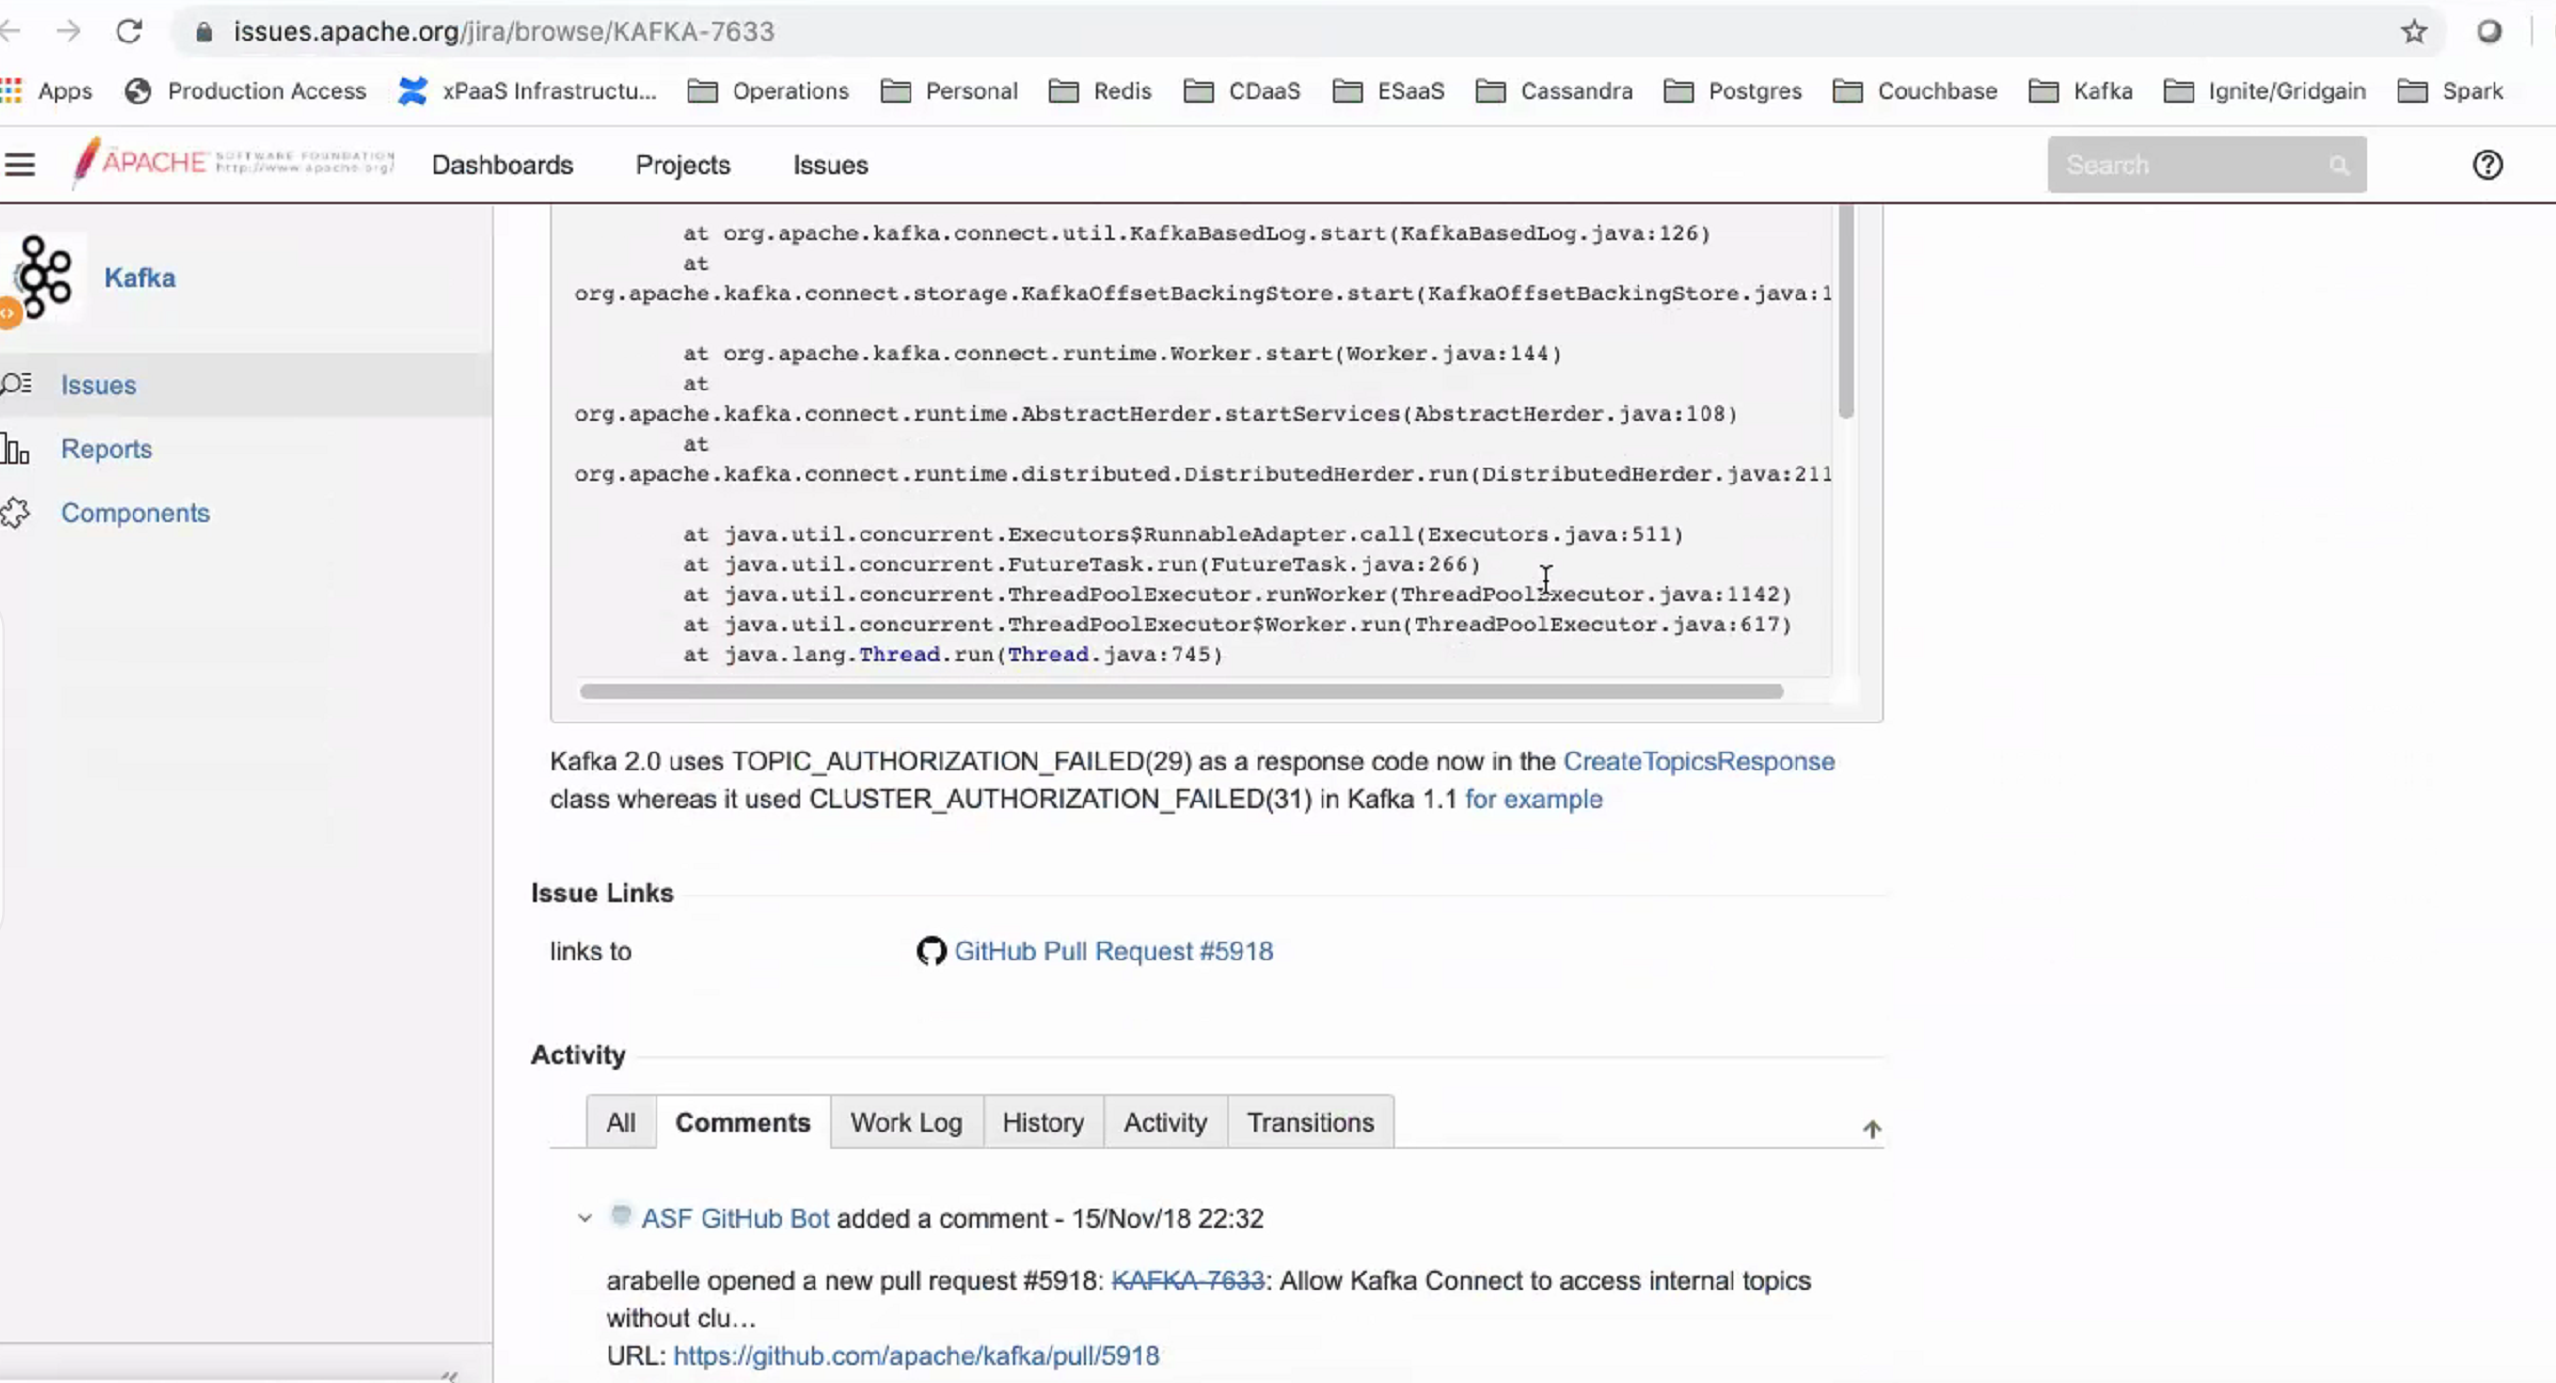 issues.apache.org/jira/browse/KAFKA-7633
Apps Production Access xPaaS Infrastructu... Operations Personal Redis CDaaS ESaaS Cassandra Postgres Couchbase Kafka Ignite/Gridgain Spark
APACHE SOFTWARE FOUNDATION
http://www.apache.org/
Dashboards Projects Issues Search
Kafka
Issues
Reports
Components
at org.apache.kafka.connect.util.KafkaBasedLog.start(KafkaBasedLog.java:126)
at
org.apache.kafka.connect.storage.KafkaOffsetBackingStore.start(KafkaOffsetBackingStore.java:1
at org.apache.kafka.connect.runtime.Worker.start(Worker.java:144)
at
org.apache.kafka.connect.runtime.AbstractHerder.startServices(AbstractHerder.java:108)
at
org.apache.kafka.connect.runtime.distributed.DistributedHerder.run(DistributedHerder.java:211
at java.util.concurrent.Executors$RunnableAdapter.call(Executors.java:511)
at java.util.concurrent.FutureTask.run(FutureTask.java:266)
at java.util.concurrent.ThreadPoolExecutor.runWorker(ThreadPoolExecutor.java:1142)
at java.util.concurrent.ThreadPoolExecutor$Worker.run(ThreadPoolExecutor.java:617)
at java.lang.Thread.run(Thread.java:745)
Kafka 2.0 uses TOPIC_AUTHORIZATION_FAILED(29) as a response code now in the CreateTopicsResponse
class whereas it used CLUSTER_AUTHORIZATION_FAILED(31) in Kafka 1.1 for example
Issue Links
links to GitHub Pull Request #5918
Activity
All Comments Work Log History Activity Transitions
ASF GitHub Bot added a comment - 15/Nov/18 22:32
arabelle opened a new pull request #5918: KAFKA-7633: Allow Kafka Connect to access internal topics
without clu...
URL: https://github.com/apache/kafka/pull/5918